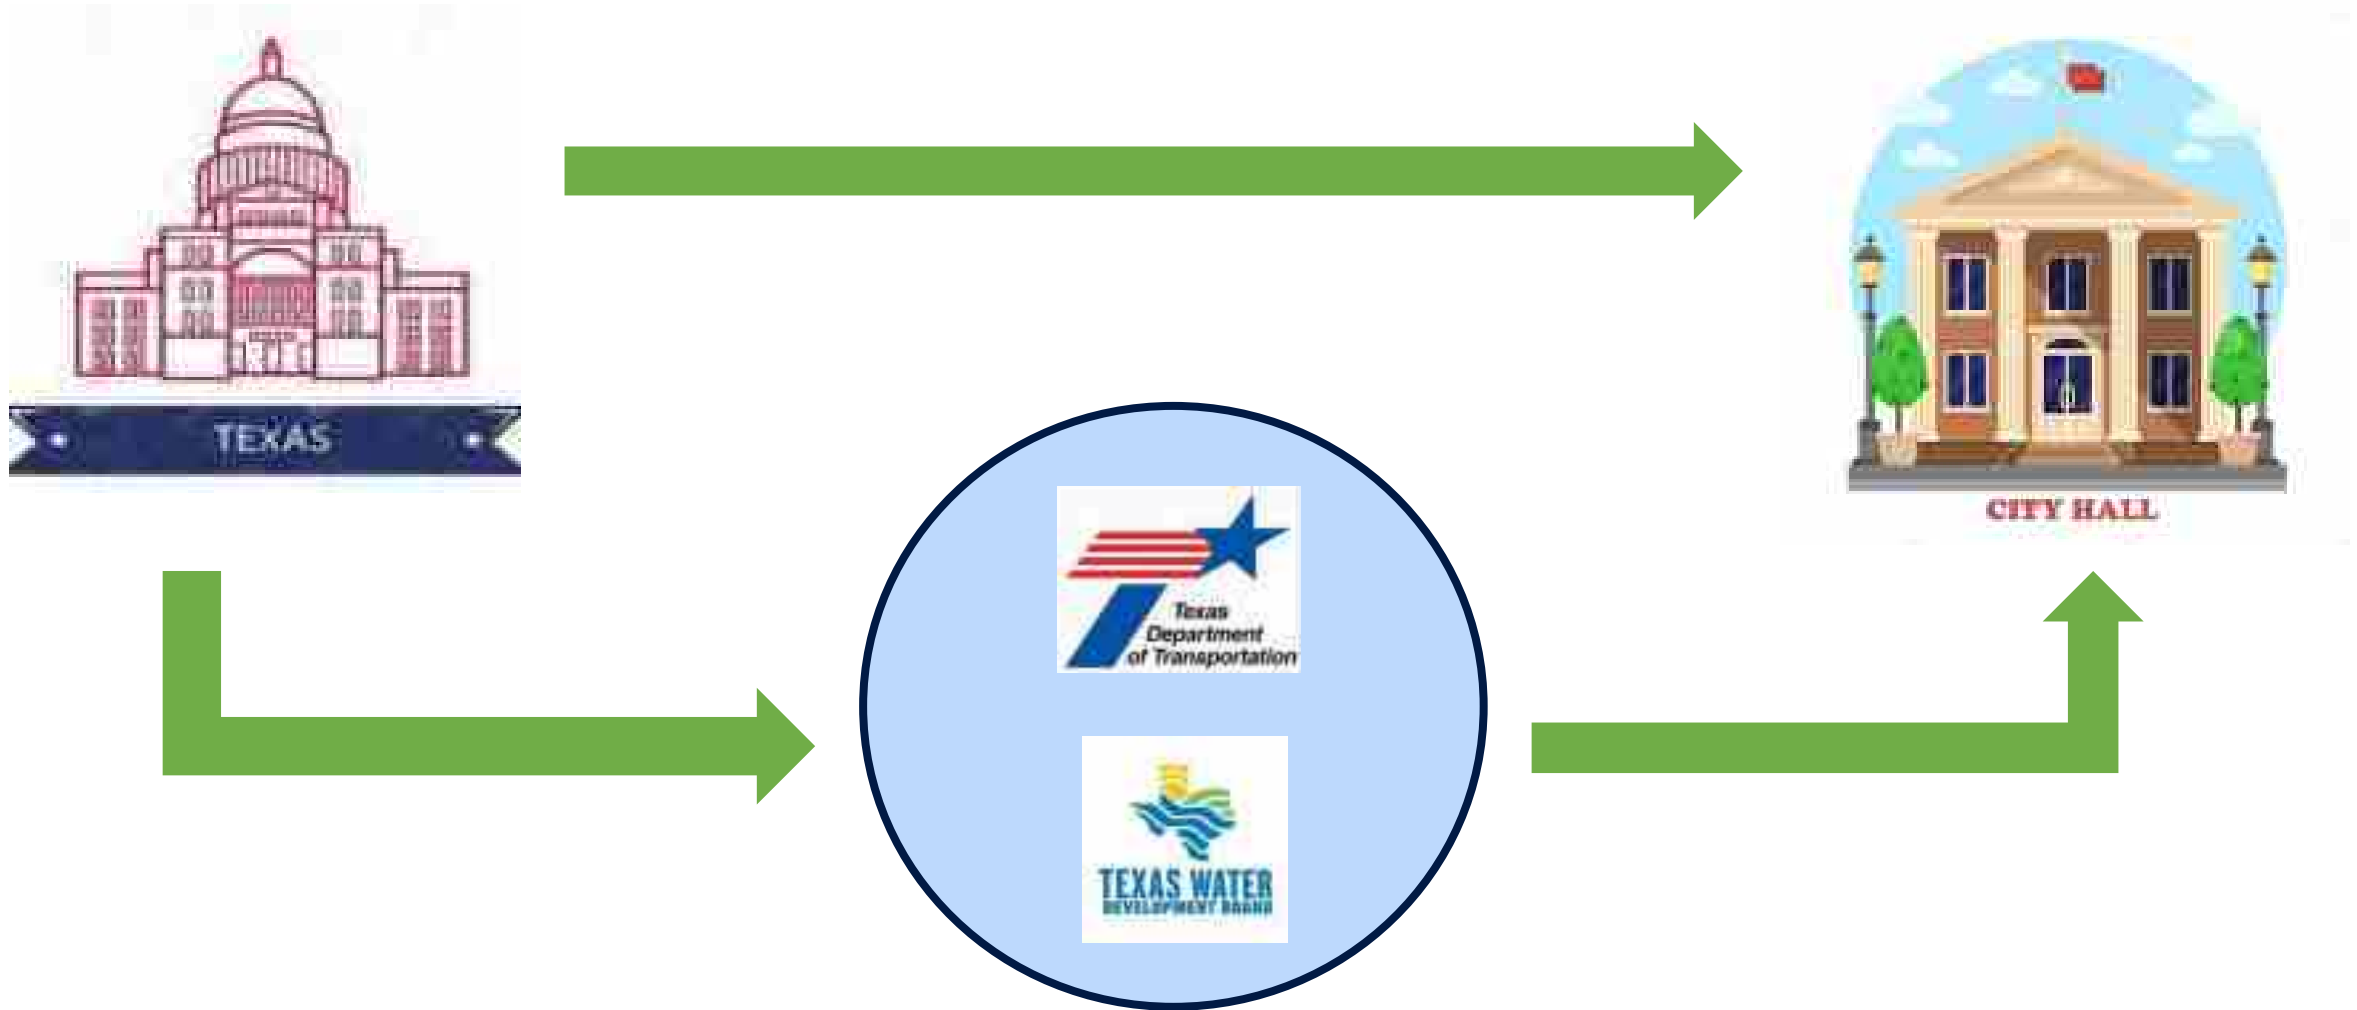 TEXAS
CITY HALL
Texas
Department
of Transportation
TEXAS WATER
DEVELOPMENT BOARD